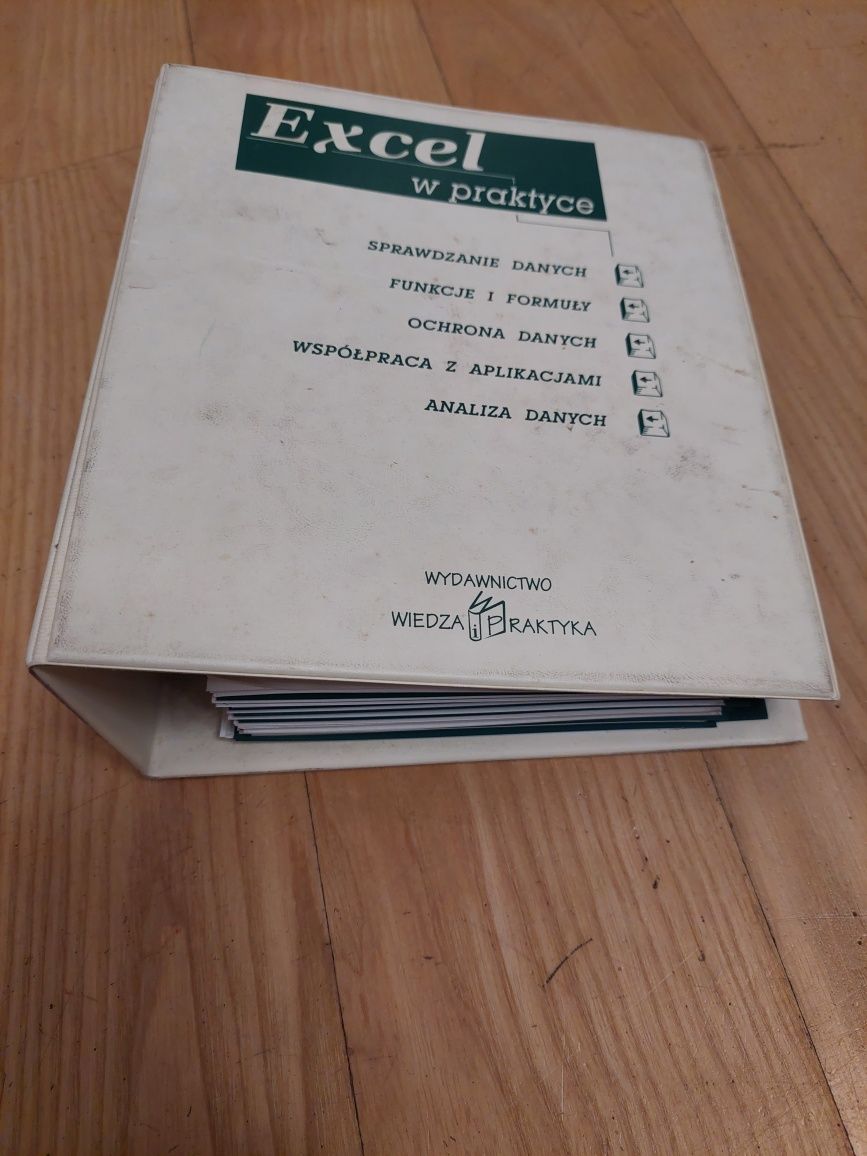 Excel
w praktyce
SPRAWDZANIE DANYCH
FUNKCJE I FORMUŁY
OCHRONA DANYCH
WSPÓŁPRACA Z APLIKACJAMI
ANALIZA DANYCH
WYDAWNICTWO
WIEDZA i PRAKTYKA